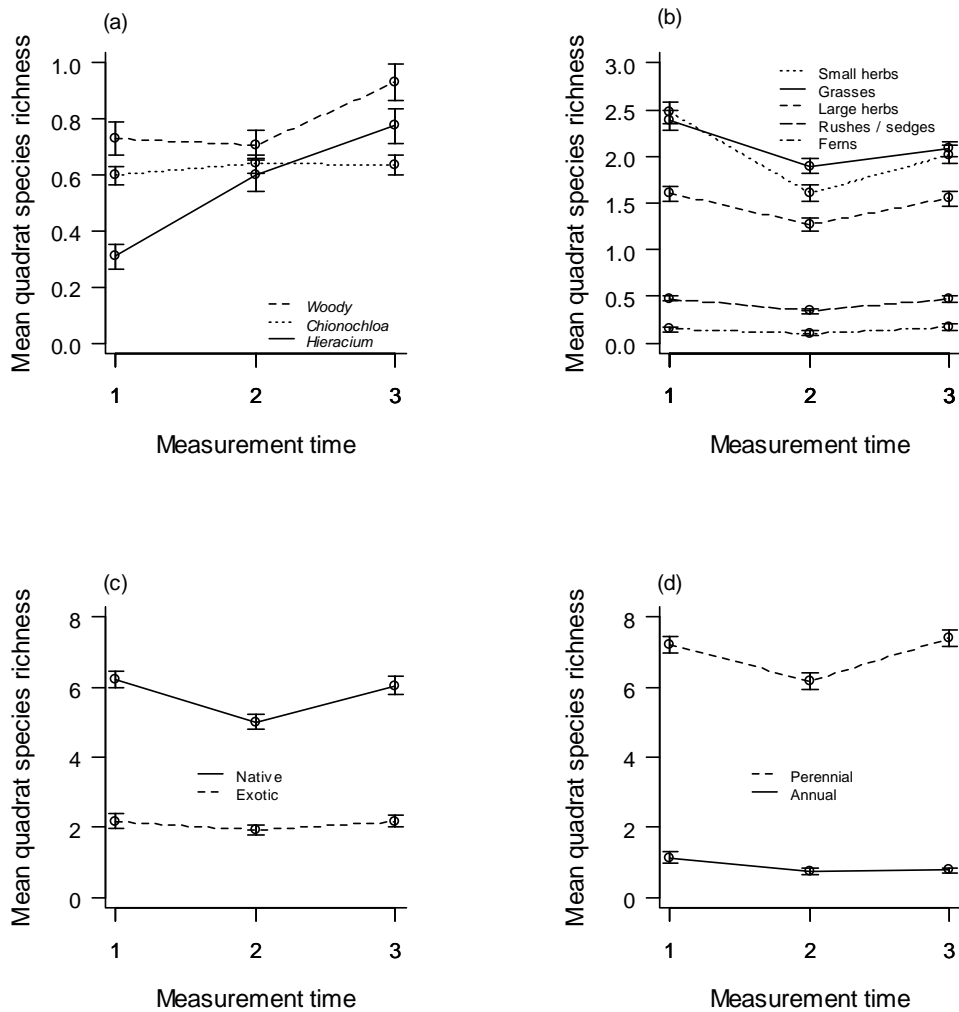 (a)
Mean quadrat species richness
1.0
0.8
0.6
0.4
0.2
0.0
Woody
Chionochloa
Hieracium
1 2 3
Measurement time
(b)
Mean quadrat species richness
3.0
2.5
2.0
1.5
1.0
0.5
0.0
Small herbs
Grasses
Large herbs
Rushes / sedges
Ferns
1 2 3
Measurement time
(c)
Mean quadrat species richness
8
6
4
2
0
Native
Exotic
1 2 3
Measurement time
(d)
Mean quadrat species richness
8
6
4
2
0
Perennial
Annual
1 2 3
Measurement time